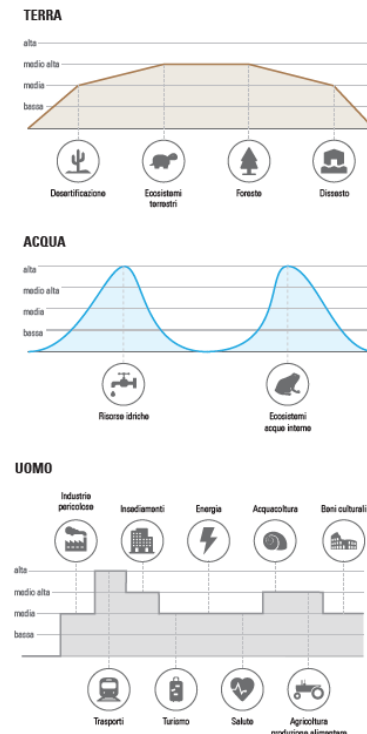 TERRA
alta
medio alta
media
bassa
Desertificazione
Ecosistemi
terrestri
Foreste
Dissesto
ACQUA
alta
medio alta
media
bassa
Risorse idriche
Ecosistemi
acque interne
UOMO
Industrie
pericolose
Insediamenti
Energia
Acquacoltura
Beni culturali
alta
medio alta
media
bassa
Trasporti
Turismo
Salute
Agricoltura
produzione alimentare